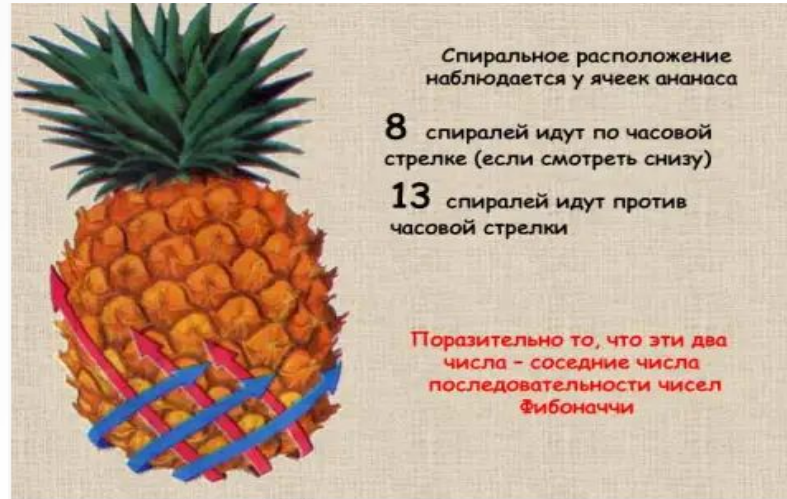 Спиральное расположение
наблюдается у ячеек ананаса
8 спиралей идут по часовой
стрелке (если смотреть снизу)
13 спиралей идут против
часовой стрелки
Поразительно то, что эти два
числа – соседние числа
последовательности чисел
Фибоначчи